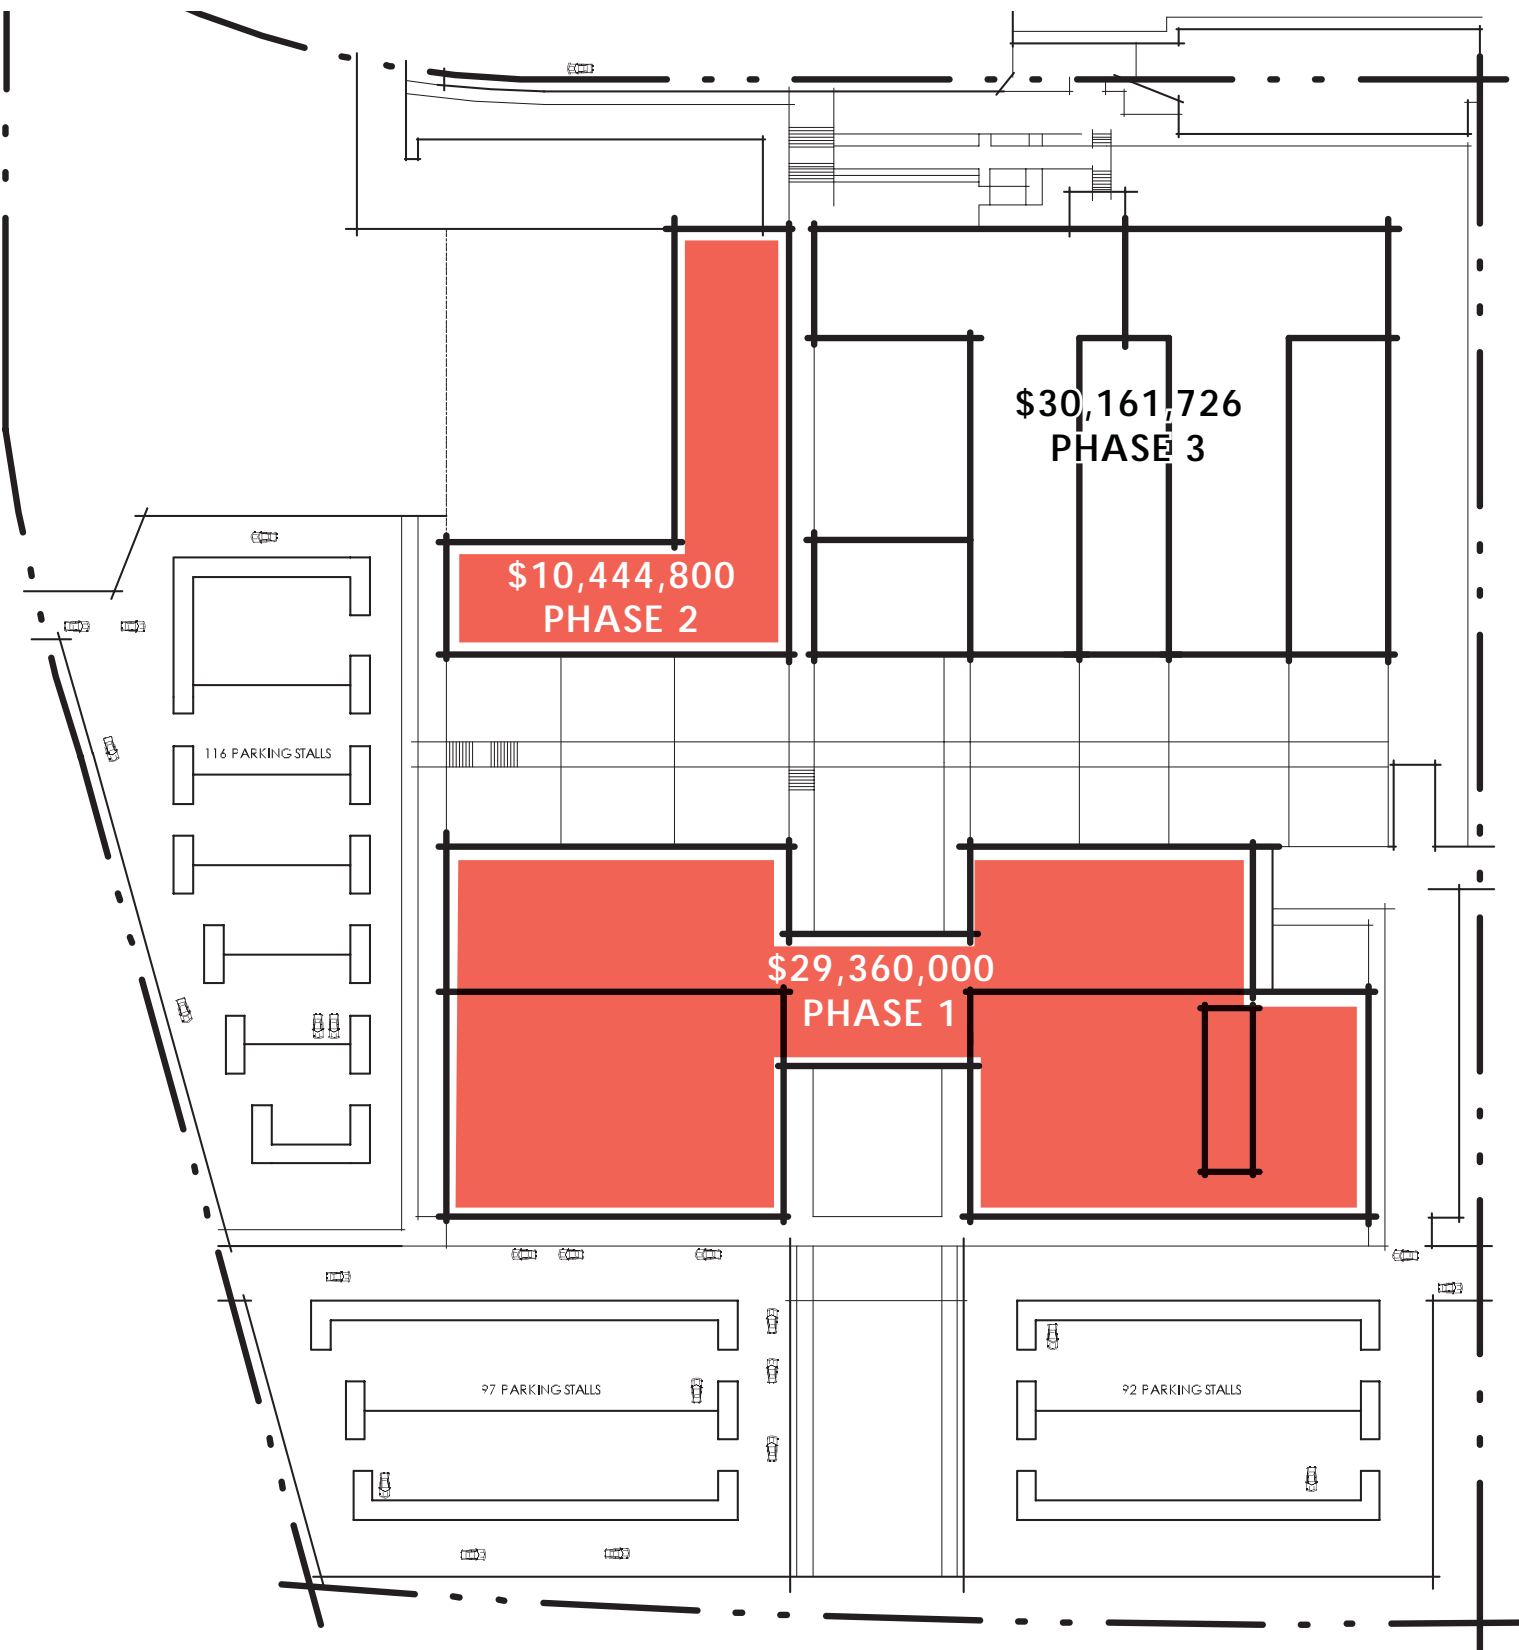 $30,161,726
PHASE 3
$10,444,800
PHASE 2
116 PARKING STALLS
$29,360,000
PHASE 1
97 PARKING STALLS
92 PARKING STALLS